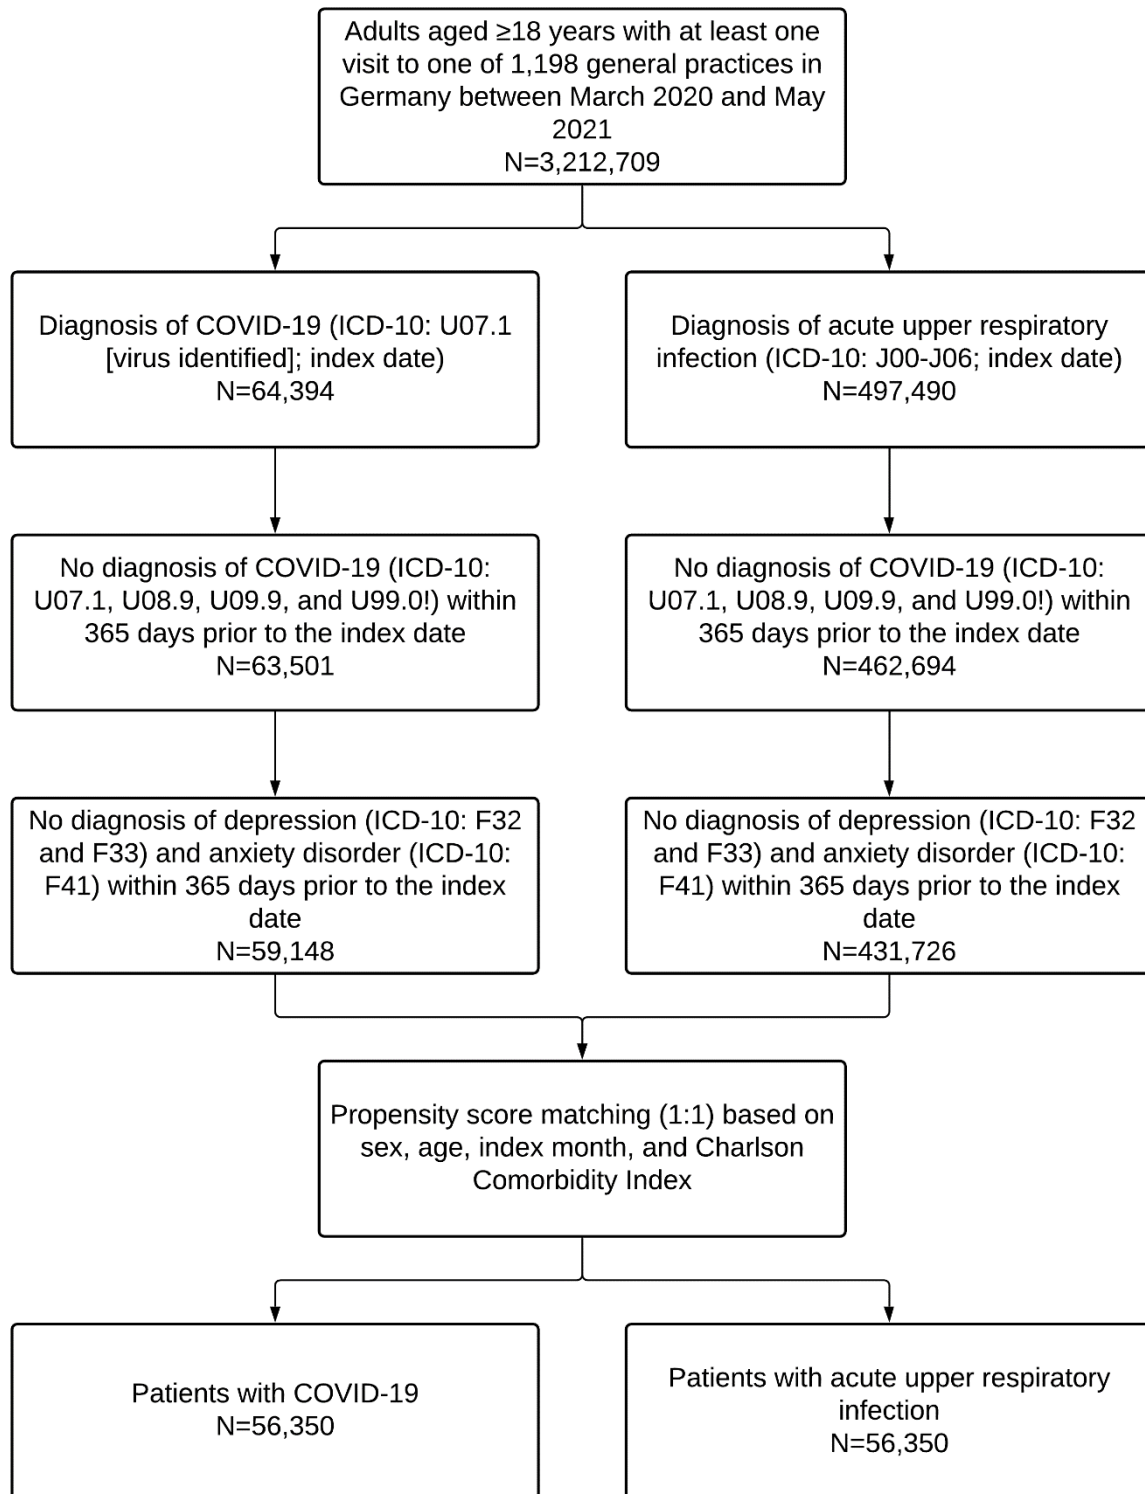 Adults aged ≥18 years with at least one
visit to one of 1,198 general practices in
Germany between March 2020 and May
2021
N=3,212,709
Diagnosis of COVID-19 (ICD-10: U07.1
[virus identified]; index date)
N=64,394
Diagnosis of acute upper respiratory
infection (ICD-10: J00-J06; index date)
N=497,490
No diagnosis of COVID-19 (ICD-10:
U07.1, U08.9, U09.9, and U99.0!) within
365 days prior to the index date
N=63,501
No diagnosis of COVID-19 (ICD-10:
U07.1, U08.9, U09.9, and U99.0!) within
365 days prior to the index date
N=462,694
No diagnosis of depression (ICD-10: F32
and F33) and anxiety disorder (ICD-10:
F41) within 365 days prior to the index
date
N=59,148
No diagnosis of depression (ICD-10: F32
and F33) and anxiety disorder (ICD-10:
F41) within 365 days prior to the index
date
N=431,726
Propensity score matching (1:1) based on
sex, age, index month, and Charlson
Comorbidity Index
Patients with COVID-19
N=56,350
Patients with acute upper respiratory
infection
N=56,350